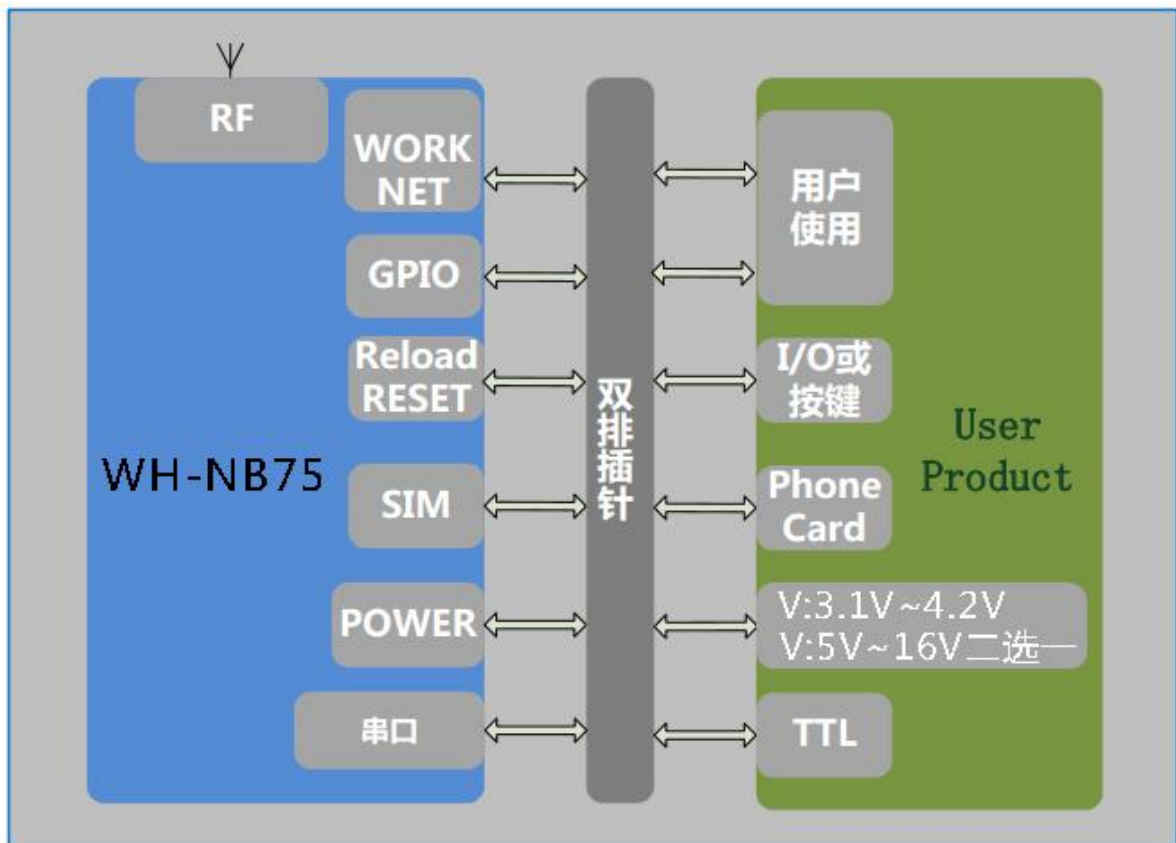 RF
WORK
NET
GPIO
Reload
RESET
WH-NB75
SIM
POWER
串口
双排插针
用户
使用
I/O或
按键
User
Product
Phone
Card
V:3.1V~4.2V
V:5V~16V二选一
TTL